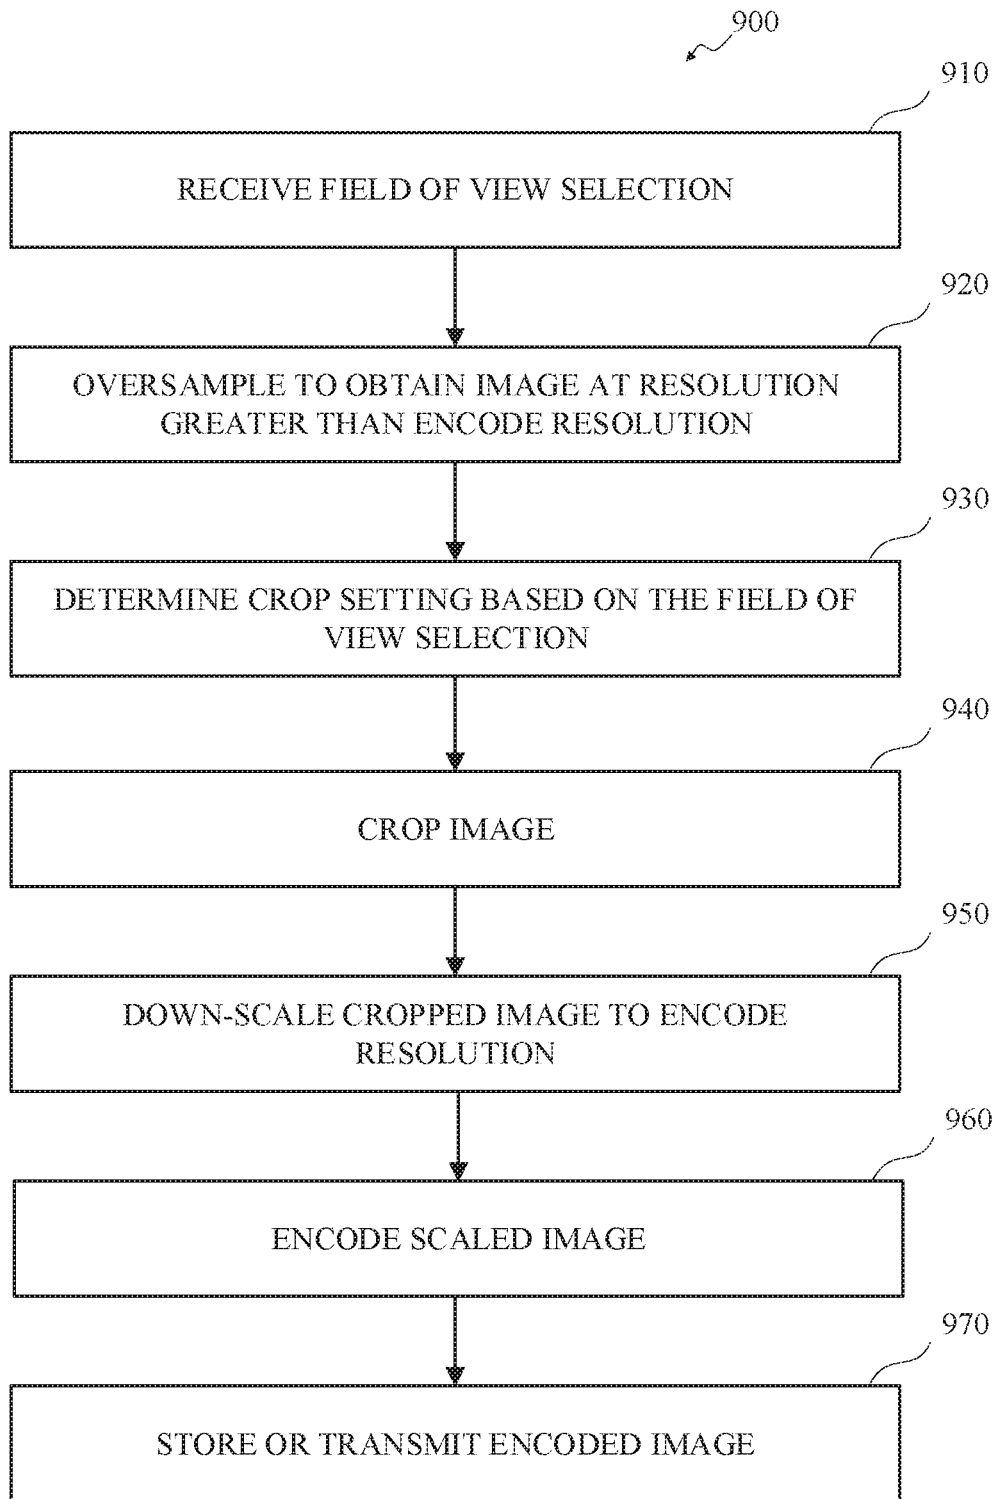 900
910
RECEIVE FIELD OF VIEW SELECTION
920
OVERSAMPLE TO OBTAIN IMAGE AT RESOLUTION
GREATER THAN ENCODE RESOLUTION
930
DETERMINE CROP SETTING BASED ON THE FIELD OF
VIEW SELECTION
940
CROP IMAGE
950
DOWN-SCALE CROPPED IMAGE TO ENCODE
RESOLUTION
960
ENCODE SCALED IMAGE
970
STORE OR TRANSMIT ENCODED IMAGE